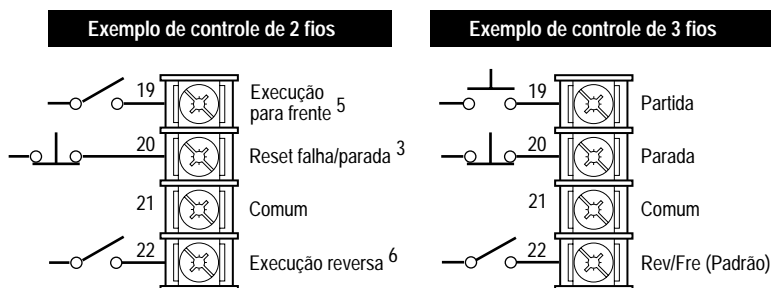 Exemplo de controle de 2 fios
19 Execução
para frente 5
20 Reset falha/parada 3
21 Comum
22 Execução reversa 6
Exemplo de controle de 3 fios
19 Partida
20 Parada
21 Comum
22 Rev/Fre (Padrão)